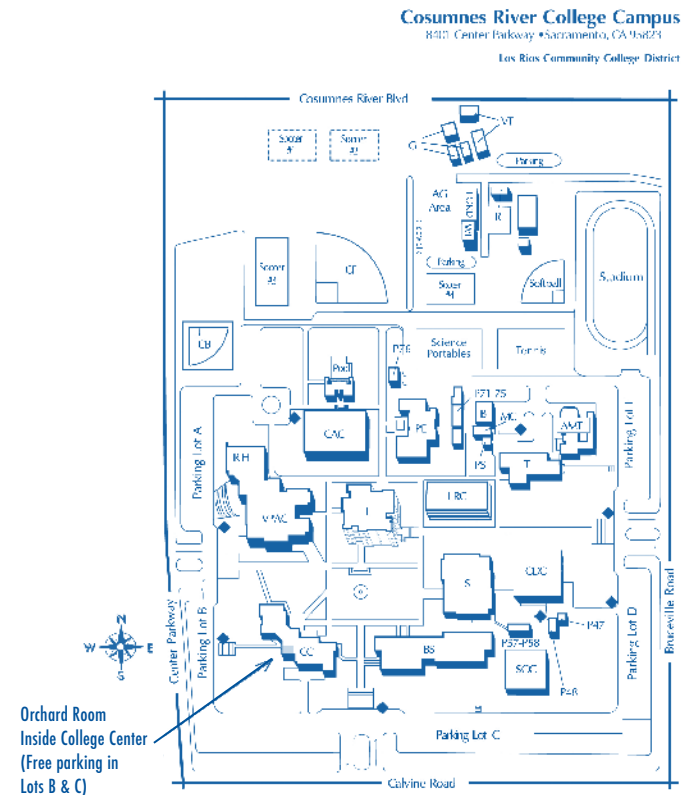 Cosumnes River College Campus
8401 Center Parkway •Sacramento, CA 95823
Los Rios Community College District
Cosumnes River Blvd
VT
Soccer
Soccer
G
Parking
AG
Area
R
Parking
Soccer
CF
Soccer
#4
Softball
Stadium
CB
P76
Science
Portables
Tennis
Pool
P71-75
B
MC
AMT
CAC
PE
PS
T
Parking Lot A
Parking Lot E
RH
LRC
VPAC
S
CDC
N
W
E
S
Center Parkway
Parking Lot B
CC
BS
P57-P58
P47
SOC
P48
Parking Lot D
Bruceville Road
Orchard Room
Inside College Center
(Free parking in
Lots B & C)
Parking Lot C
Calvine Road